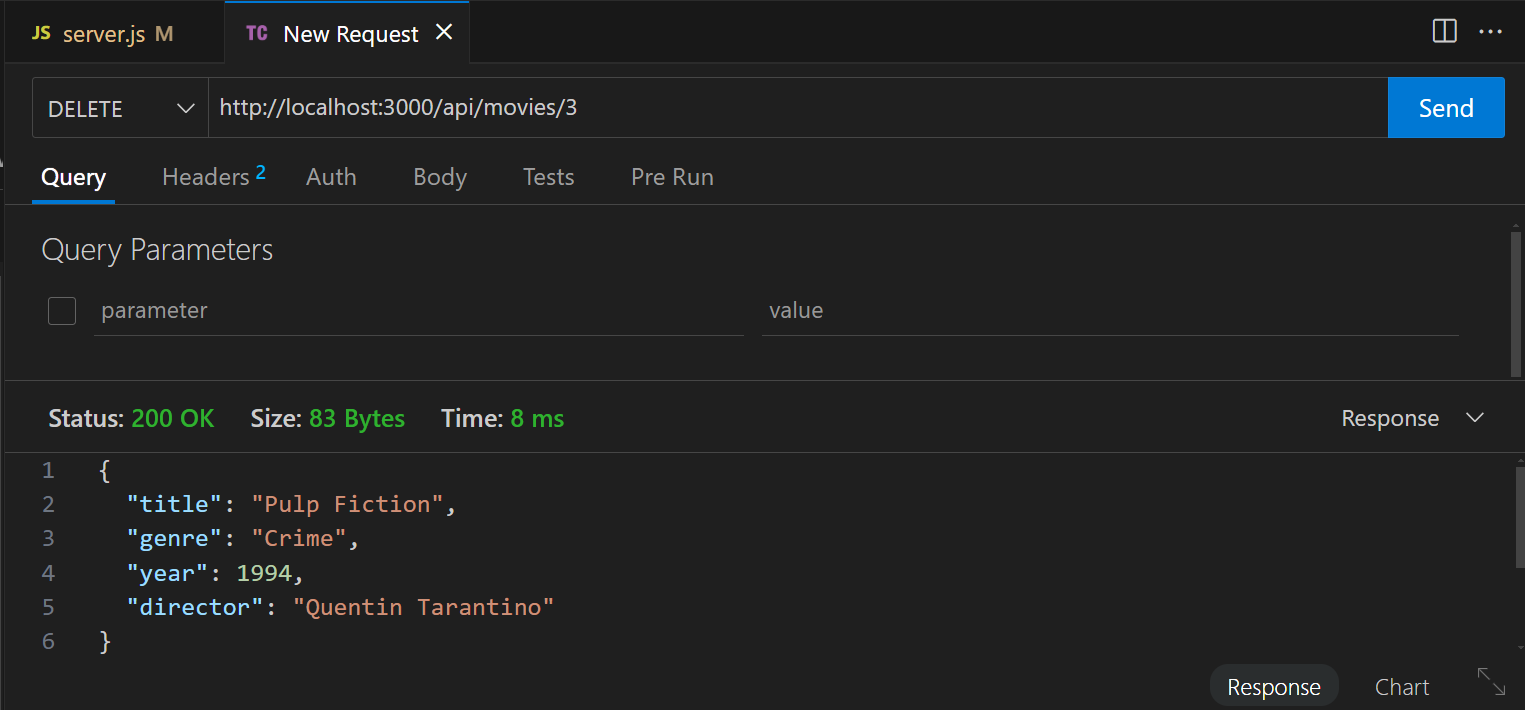 JS server.js M TC New Request
DELETE http://localhost:3000/api/movies/3 Send
Query Headers 2 Auth Body Tests Pre Run
Query Parameters
parameter value
Status: 200 OK Size: 83 Bytes Time: 8 ms Response
1 {
2 "title": "Pulp Fiction",
3 "genre": "Crime",
4 "year": 1994,
5 "director": "Quentin Tarantino"
6 }
Response Chart